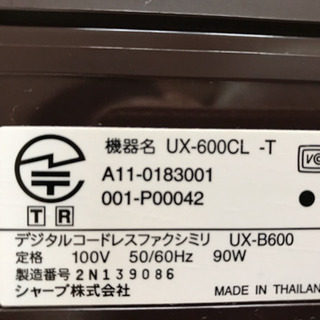 機器名 UX-600CL -T
A11-0183001
001-P00042
T R
デジタルコードレスファクシミリ UX-B600
定格 100V 50/60Hz 90W
製造番号 2N139086
シャープ株式会社 MADE IN THAILAN